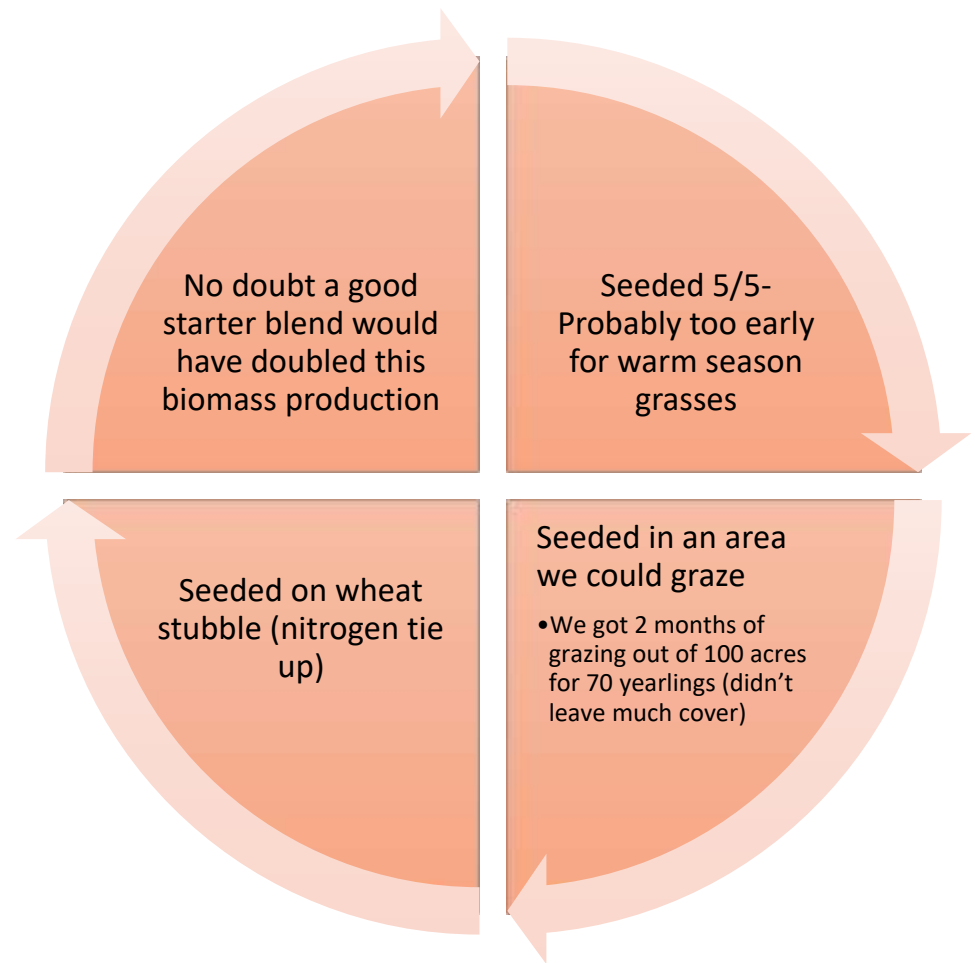 No doubt a good
starter blend would
have doubled this
biomass production
Seeded 5/5-
Probably too early
for warm season
grasses
Seeded on wheat
stubble (nitrogen tie
up)
Seeded in an area
we could graze
•We got 2 months of
grazing out of 100 acres
for 70 yearlings (didn’t
leave much cover)